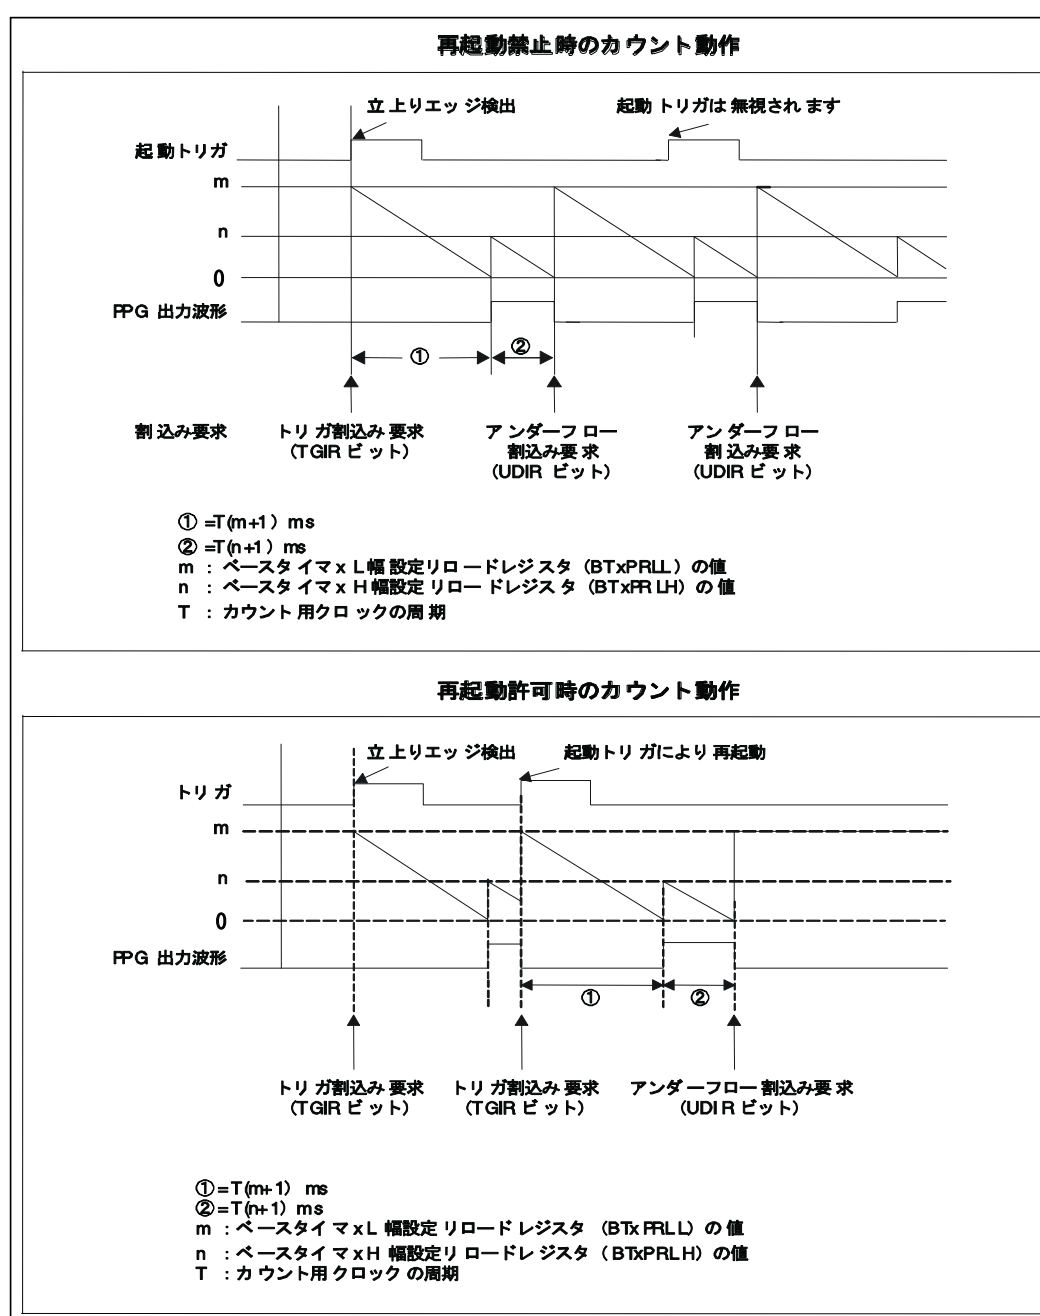 再起動禁止時のカウント動作
立上りエッジ検出
起動トリガは無視されます
起動トリガ
m
n
0
PPG 出力波形
① ②
割込み要求
トリガ割込み要求
(TGIR ビット)
アンダーフロー
割込み要求
(UDIR ビット)
アンダーフロー
割込み要求
(UDIR ビット)
①=T(m+1) ms
②=T(n+1) ms
m : ベースタイマ x L 幅設定リロードレジスタ (BTxPRLL) の値
n : ベースタイマ x H 幅設定リロードレジスタ (BTxPRLH) の値
T : カウント用クロックの周期
再起動許可時のカウント動作
立上りエッジ検出
起動トリガにより再起動
トリガ
m
n
0
PPG 出力波形
① ②
トリガ割込み要求
(TGIR ビット)
トリガ割込み要求
(TGIR ビット)
アンダーフロー割込み要求
(UDIR ビット)
①=T(m+1) ms
②=T(n+1) ms
m : ベースタイマ x L 幅設定リロードレジスタ (BTxPRLL) の値
n : ベースタイマ x H 幅設定リロードレジスタ (BTxPRLH) の値
T : カウント用クロックの周期